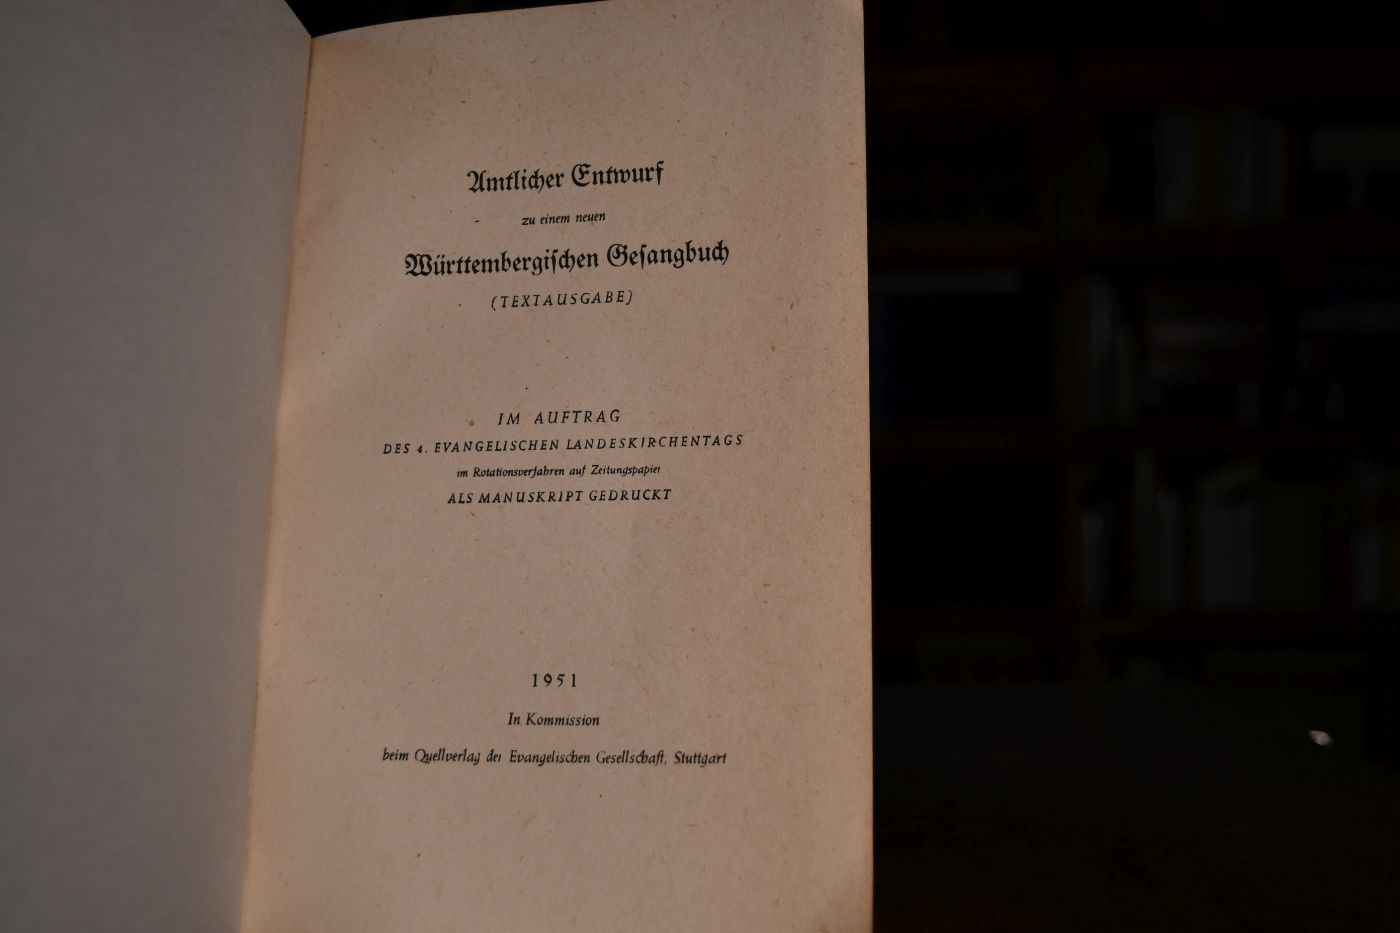 Amtlicher Entwurf
zu einem neuen
Württembergiſchen Geſangbuch
(TEXTAUSGABE)
IM AUFTRAG
DES 4. EVANGELISCHEN LANDESKIRCHENTAGS
im Rotationsverfahren auf Zeitungspapier
ALS MANUSKRIPT GEDRUCKT
1951
In Kommission
beim Quellverlag der Evangelischen Gesellschaft, Stuttgart